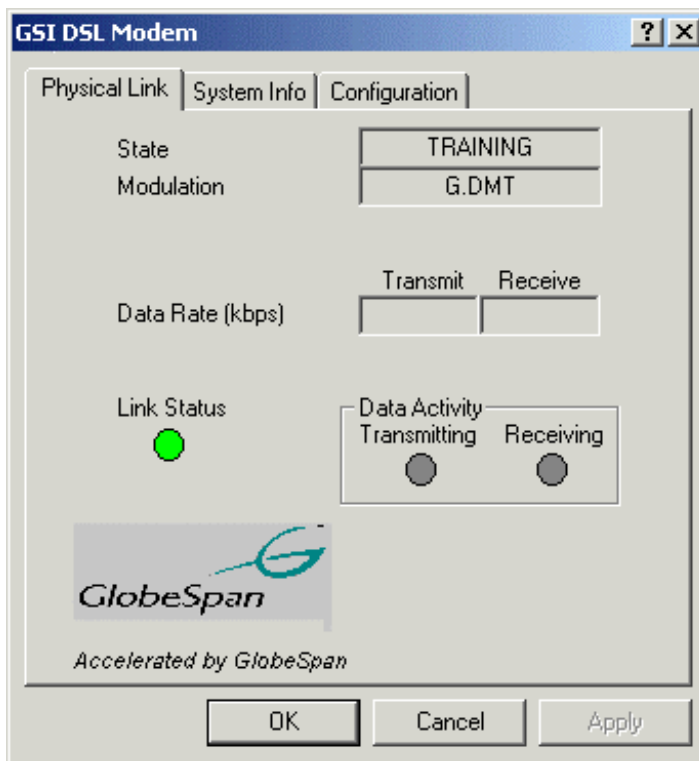 GSI DSL Modem
Physical Link System Info Configuration
State TRAINING
Modulation G.DMT
Transmit Receive
Data Rate (kbps)
Link Status Data Activity
Transmitting Receiving
GlobeSpan
Accelerated by GlobeSpan
OK Cancel Apply